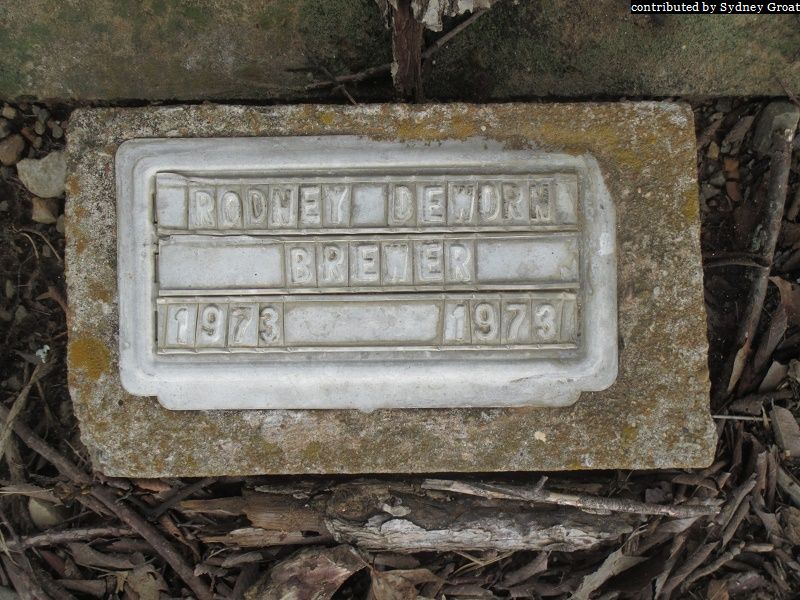 contributed by Sydney Groat
RODNEY DEWORN
BREWER
1973 1973